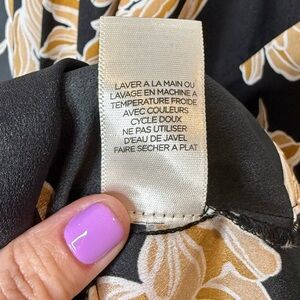 LAVER A LA MAIN OU
LAVAGE EN MACHINE A
TEMPERATURE FROIDE
AVEC COULEURS
CYCLE DOUX
NE PAS UTILISER
D'EAU DE JAVEL
FAIRE SECHER A PLAT